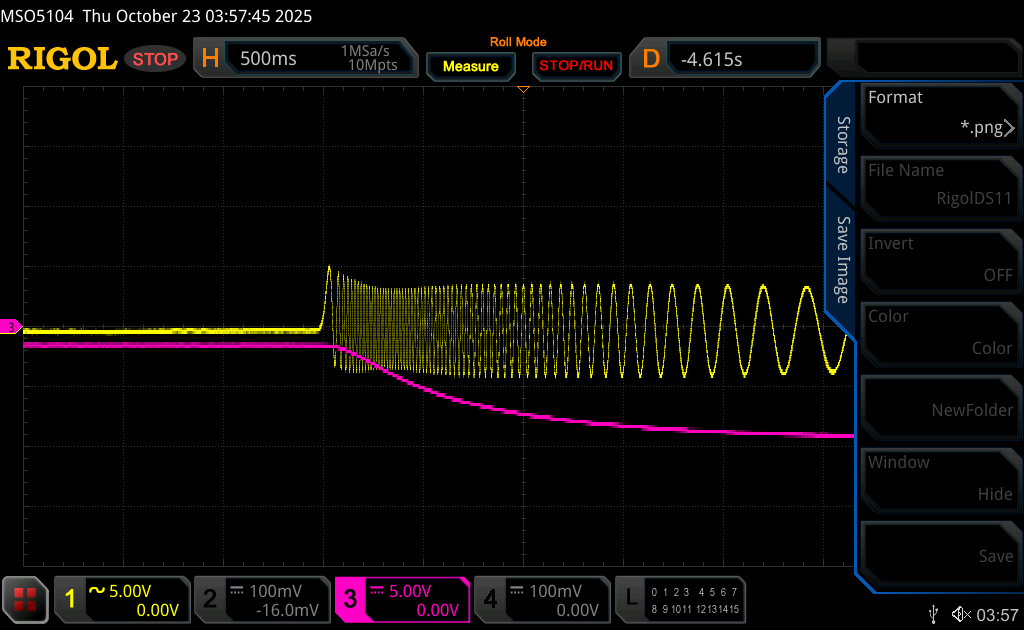 MSO5104 Thu October 23 03:57:45 2025
RIGOL STOP H 500ms 1MSa/s 10Mpts Roll Mode Measure STOP/RUN D -4.615s
Format
*.png
File Name
RigolDS11
Invert
OFF
Color
Color
NewFolder
Window
Hide
Save
Storage
Save Image
3
1 5.00V 0.00V
2 100mV -16.0mV
3 5.00V 0.00V
4 100mV 0.00V
L 0 1 2 3 4 5 6 7
8 9 10 11 12 13 14 15
03:57